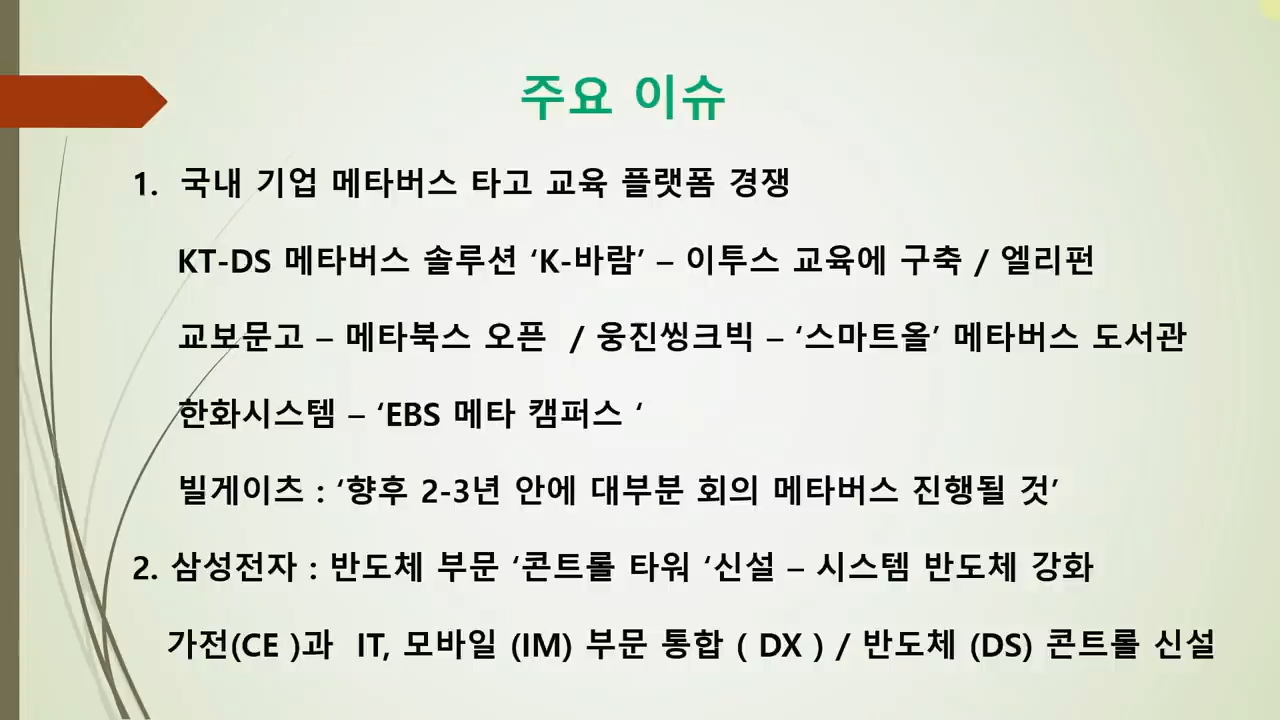 주요 이슈
1. 국내 기업 메타버스 타고 교육 플랫폼 경쟁
KT-DS 메타버스 솔루션 ‘K-바람’ – 이투스 교육에 구축 / 엘리펀
교보문고 – 메타북스 오픈 / 웅진씽크빅 – ‘스마트올’ 메타버스 도서관
한화시스템 – ‘EBS 메타 캠퍼스 ‘
빌게이츠 : ‘향후 2-3년 안에 대부분 회의 메타버스 진행될 것’
2. 삼성전자 : 반도체 부문 ‘콘트롤 타워 ‘신설 – 시스템 반도체 강화
가전(CE )과 IT, 모바일 (IM) 부문 통합 ( DX ) / 반도체 (DS) 콘트롤 신설